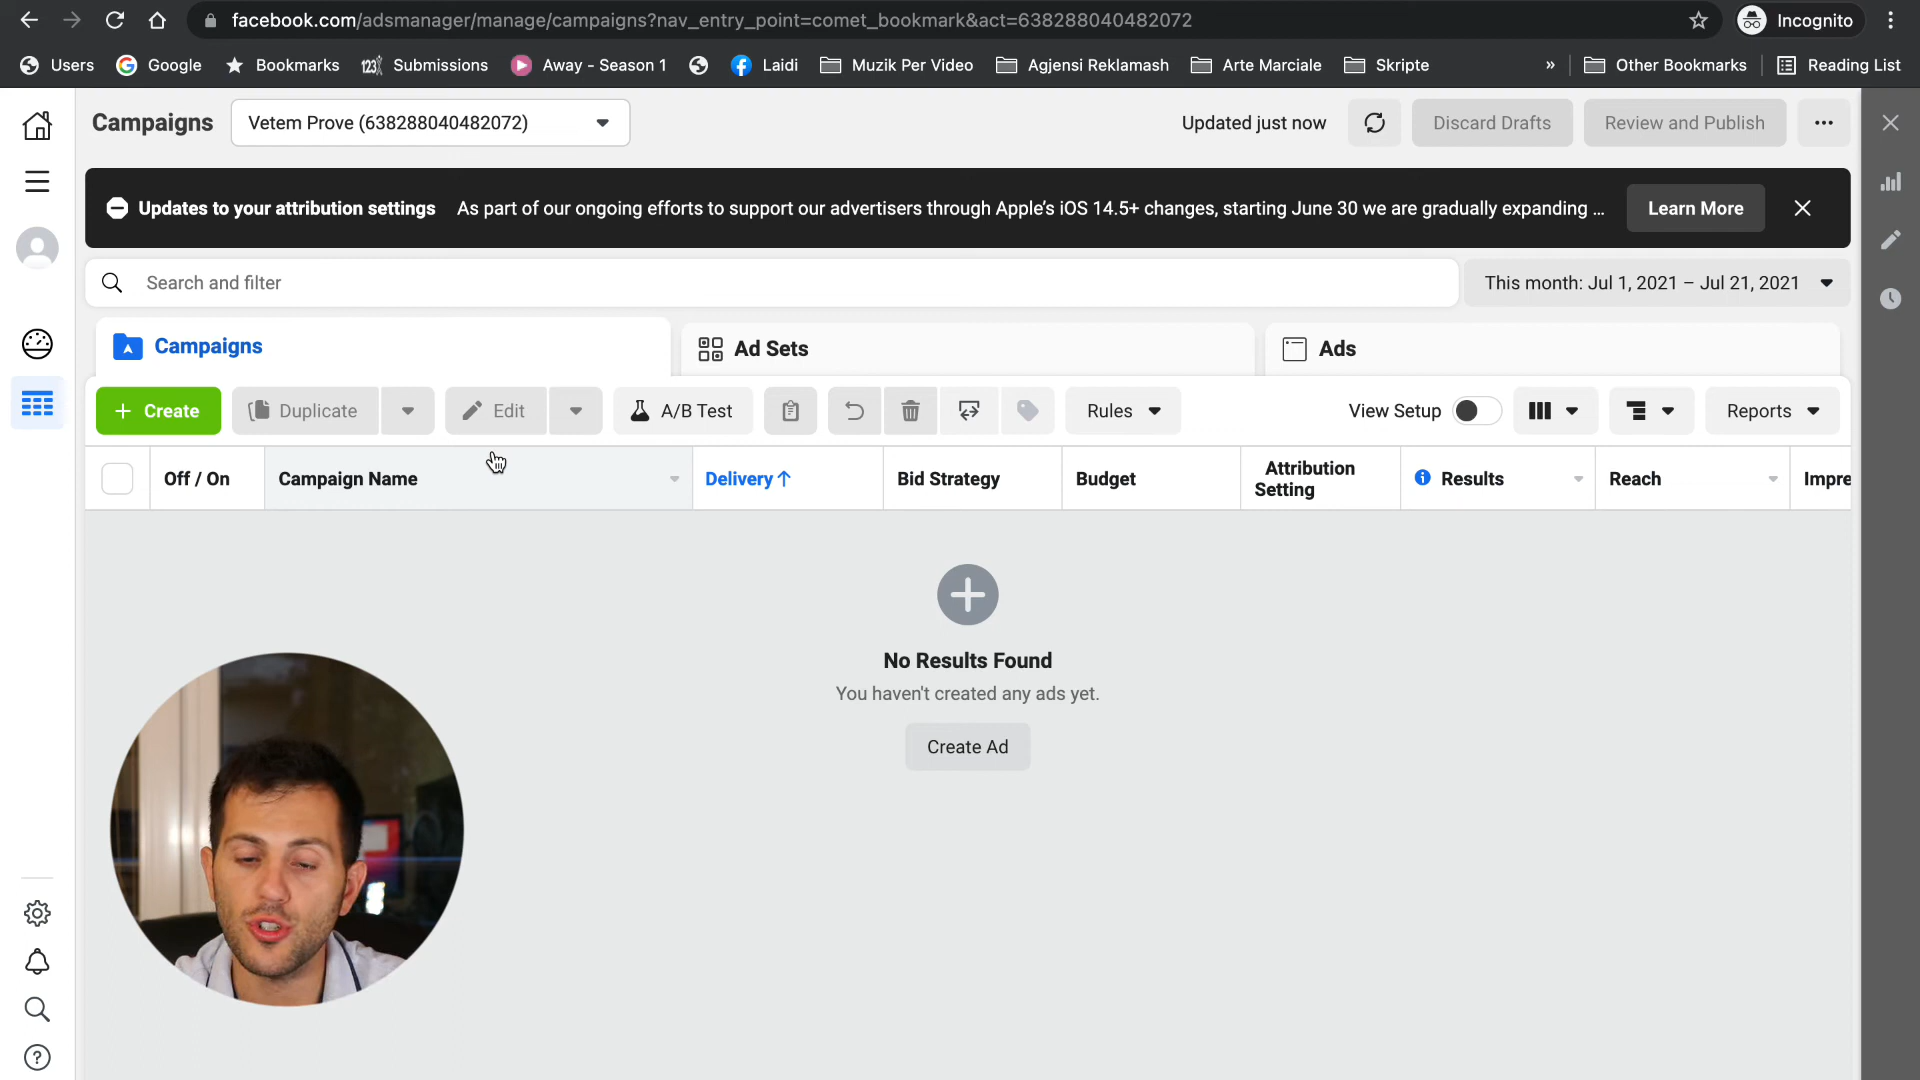 facebook.com/adsmanager/manage/campaigns?nav_entry_point=comet_bookmark&act=638288040482072
Incognito
Users
Google
Bookmarks
123
Submissions
Away - Season 1
Laidi
Muzik Per Video
Agjensi Reklamash
Arte Marciale
Skripte
»
Other Bookmarks
Reading List
Campaigns
Vetem Prove (638288040482072)
Updated just now
Discard Drafts
Review and Publish
Updates to your attribution settings As part of our ongoing efforts to support our advertisers through Apple's iOS 14.5+ changes, starting June 30 we are gradually expanding ...
Learn More
Search and filter
This month: Jul 1, 2021 – Jul 21, 2021
Campaigns
Ad Sets
Ads
+ Create
Duplicate
Edit
A/B Test
Rules
View Setup
Reports
Off / On
Campaign Name
Delivery ↑
Bid Strategy
Budget
Attribution
Setting
Results
Reach
Impre
No Results Found
You haven't created any ads yet.
Create Ad